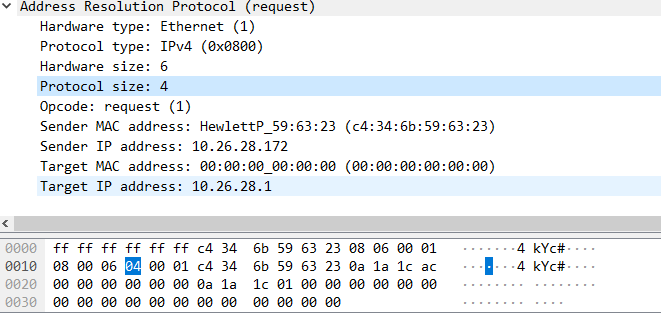 Address Resolution Protocol (request)
Hardware type: Ethernet (1)
Protocol type: IPv4 (0x0800)
Hardware size: 6
Protocol size: 4
Opcode: request (1)
Sender MAC address: HewlettP_59:63:23 (c4:34:6b:59:63:23)
Sender IP address: 10.26.28.172
Target MAC address: 00:00:00_00:00:00 (00:00:00:00:00:00)
Target IP address: 10.26.28.1
0000 ff ff ff ff ff ff c4 34 6b 59 63 23 08 06 00 01 ·······4 kYc#····
0010 08 00 06 04 00 01 c4 34 6b 59 63 23 0a 1a 1c ac ·······4 kYc#····
0020 00 00 00 00 00 00 0a 1a 1c 01 00 00 00 00 00 00 ········ ········
0030 00 00 00 00 00 00 00 00 00 00 00 00 ········ ····